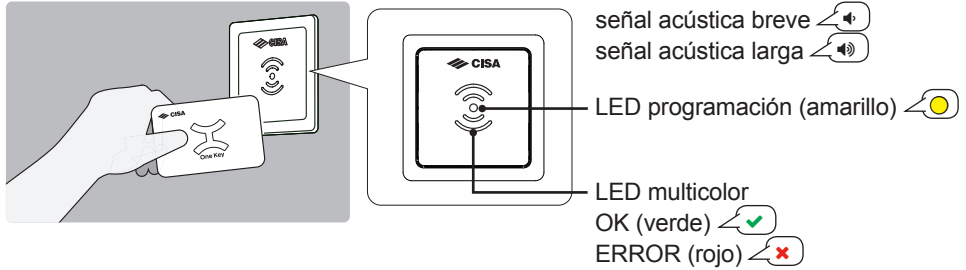 CISA
CISA
One Key
CISA
señal acústica breve
señal acústica larga
LED programación (amarillo)
LED multicolor
OK (verde)
ERROR (rojo)